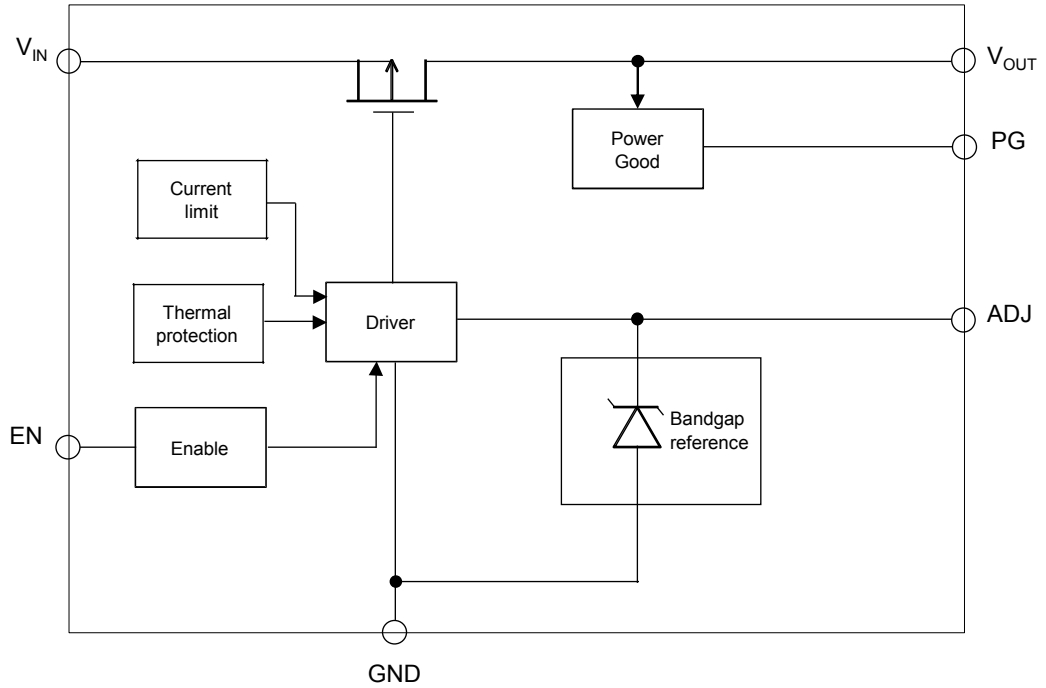 VIN
VOUT
Power
Good
PG
Current
limit
Thermal
protection
Driver
ADJ
EN
Enable
Bandgap
reference
GND